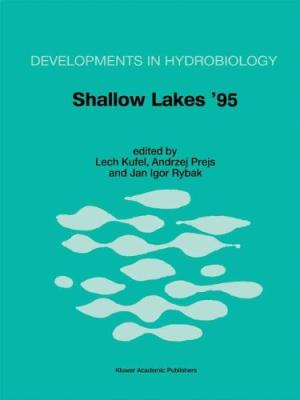 DEVELOPMENTS IN HYDROBIOLOGY
Shallow Lakes '95
edited by
Lech Kufel, Andrzej Prejs
and Jan Igor Rybak
Kluwer Academic Publishers